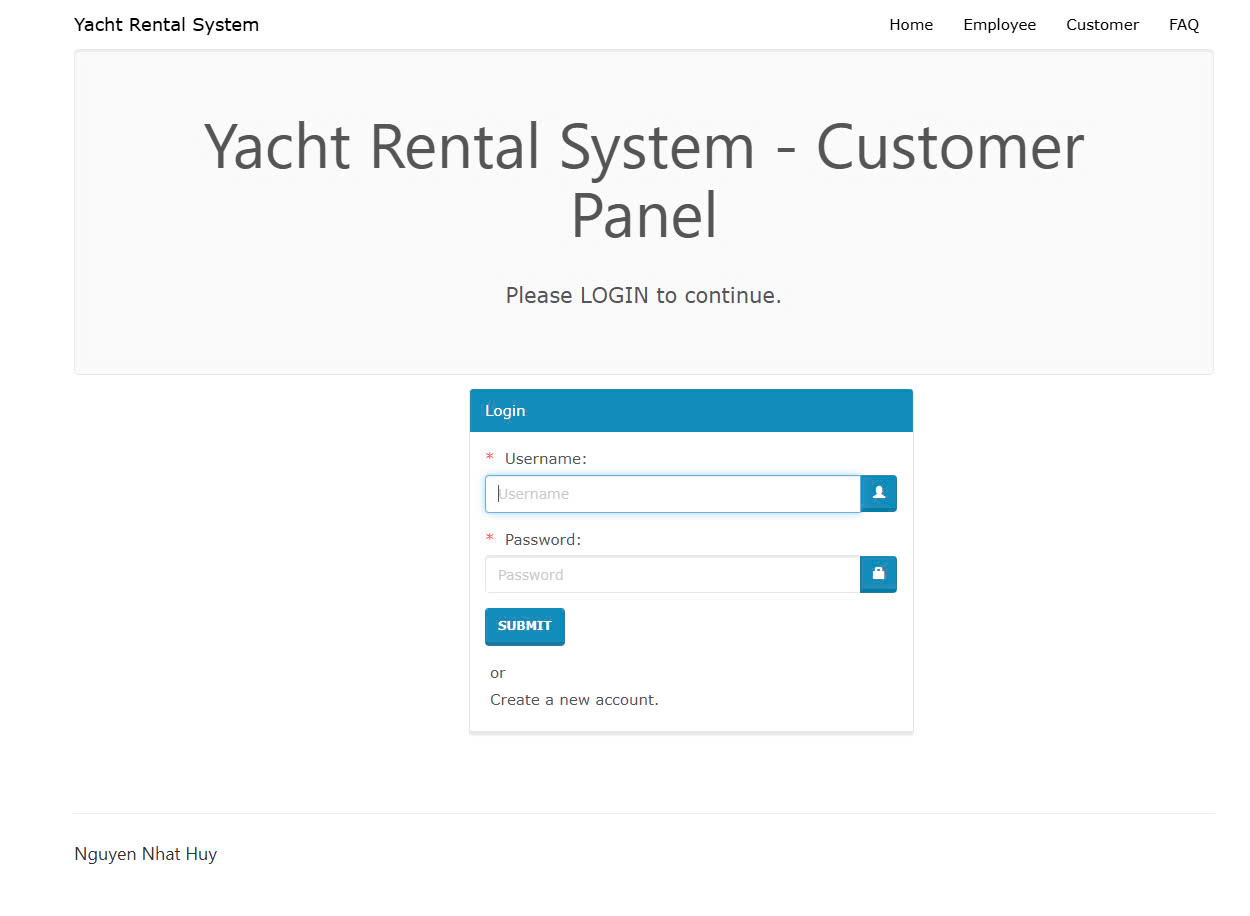 Yacht Rental System Home Employee Customer FAQ
Yacht Rental System - Customer
Panel
Please LOGIN to continue.
Login
* Username:
Username
* Password:
Password
SUBMIT
or
Create a new account.
Nguyen Nhat Huy